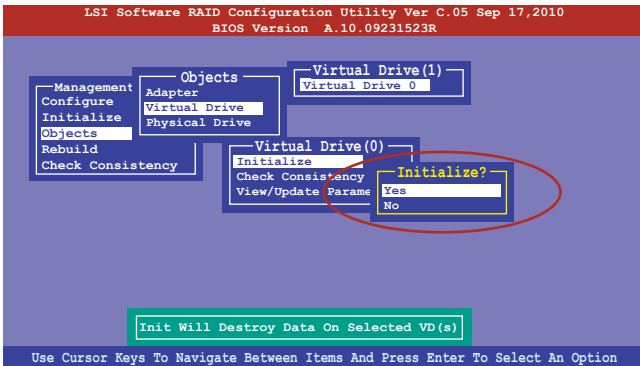 LSI Software RAID Configuration Utility Ver C.05 Sep 17,2010
BIOS Version A.10.09231523R
Management
Configure
Initialize
Objects
Rebuild
Check Consistency
Objects
Adapter
Virtual Drive
Physical Drive
Virtual Drive(1)
Virtual Drive 0
Virtual Drive(0)
Initialize
Check Consistency
View/Update Parame
Initialize?
Yes
No
Init Will Destroy Data On Selected VD(s)
Use Cursor Keys To Navigate Between Items And Press Enter To Select An Option